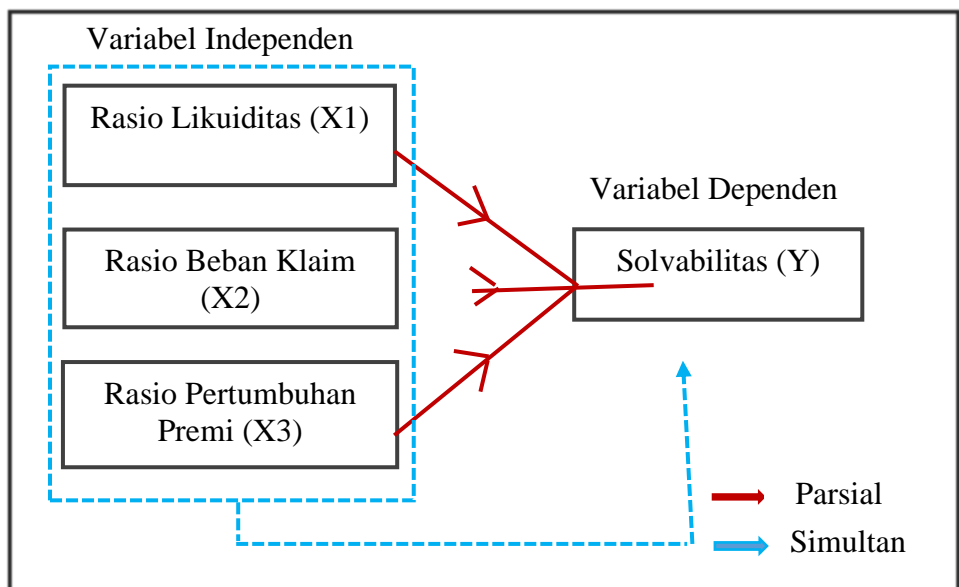 Variabel Independen
Rasio Likuiditas (X1)
Variabel Dependen
Rasio Beban Klaim
(X2)
Solvabilitas (Y)
Rasio Pertumbuhan
Premi (X3)
Parsial
Simultan